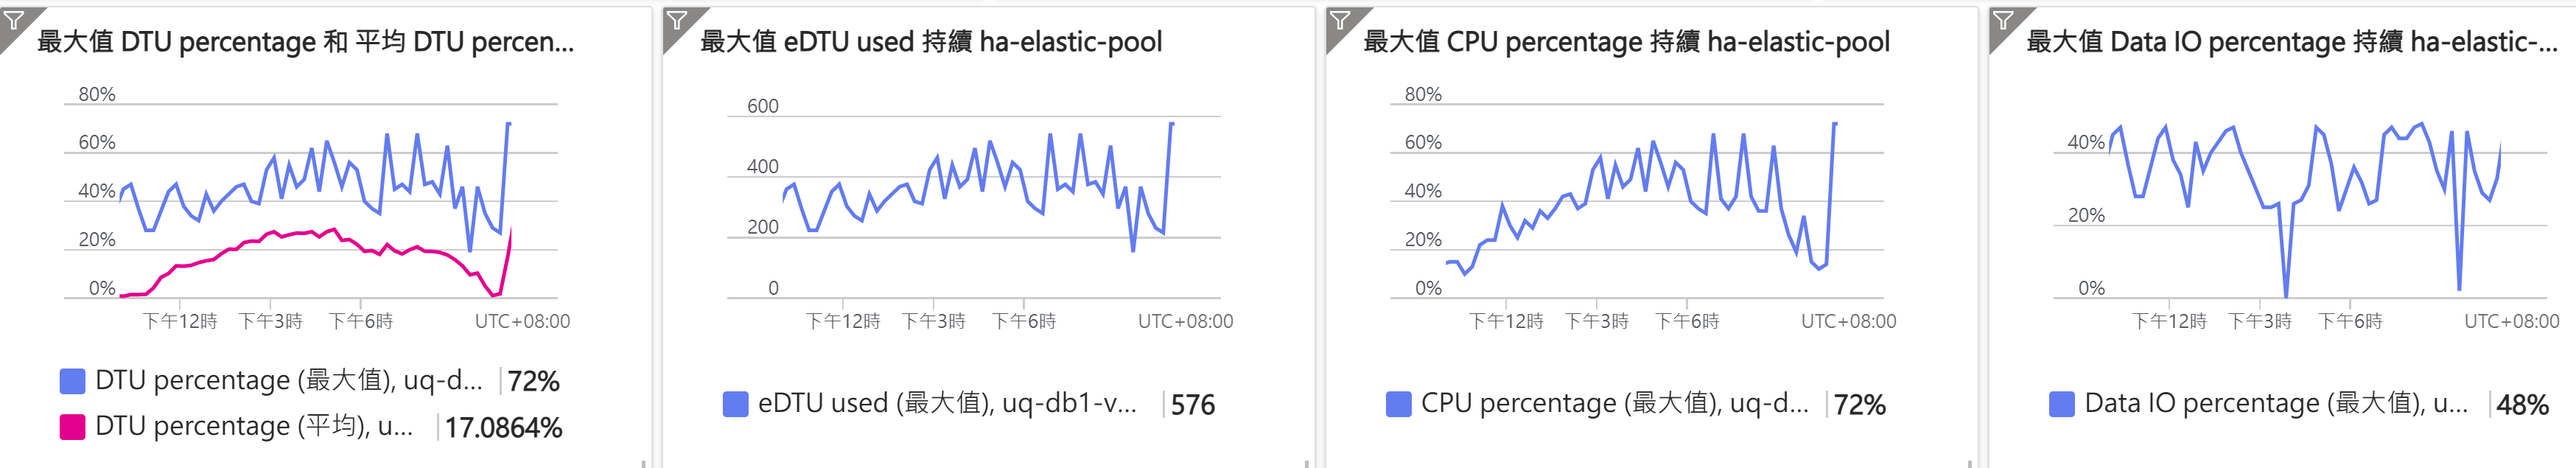 最大值 DTU percentage 和 平均 DTU percen...
80%
60%
40%
20%
0%
下午12時 下午3時 下午6時 UTC+08:00
DTU percentage (最大值), uq-d... 72%
DTU percentage (平均), u... 17.0864%
最大值 eDTU used 持續 ha-elastic-pool
600
400
200
0
下午12時 下午3時 下午6時 UTC+08:00
eDTU used (最大值), uq-db1-v... 576
最大值 CPU percentage 持續 ha-elastic-pool
80%
60%
40%
20%
0%
下午12時 下午3時 下午6時 UTC+08:00
CPU percentage (最大值), uq-d... 72%
最大值 Data IO percentage 持續 ha-elastic-...
40%
20%
0%
下午12時 下午3時 下午6時 UTC+08:00
Data IO percentage (最大值), u... 48%